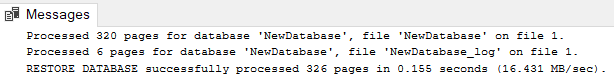 Messages
Processed 320 pages for database 'NewDatabase', file 'NewDatabase' on file 1.
Processed 6 pages for database 'NewDatabase', file 'NewDatabase_log' on file 1.
RESTORE DATABASE successfully processed 326 pages in 0.155 seconds (16.431 MB/sec).